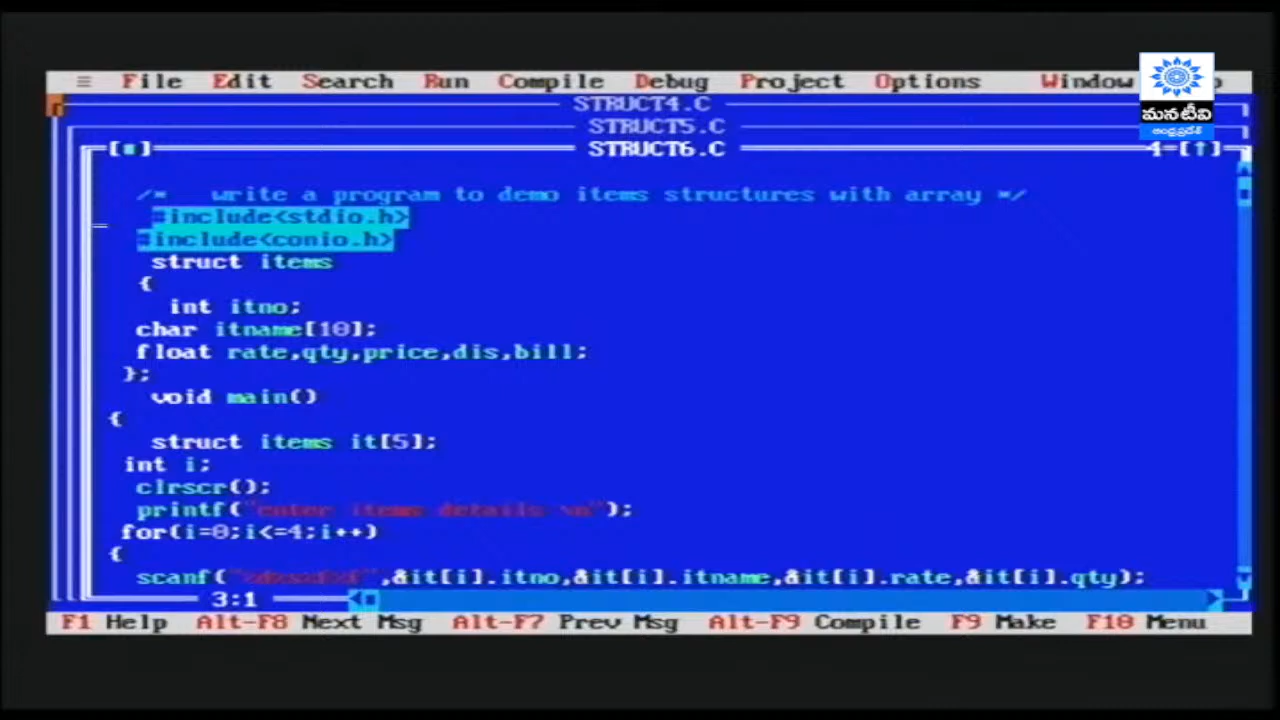 ≡ File Edit Search Run Compile Debug Project Options Window
మన టీవి
ఆంధ్రప్రదేశ్
STRUCT4.C
STRUCT5.C
[■] STRUCT6.C 4=[↑]
/* write a program to demo items structures with array */
#include<stdio.h>
#include<conio.h>
struct items
{
int itno;
char itname[10];
float rate,qty,price,dis,bill;
};
void main()
{
struct items it[5];
int i;
clrscr();
printf("enter items details \n");
for(i=0;i<=4;i++)
{
scanf("%d%s%f%f",&it[i].itno,&it[i].itname,&it[i].rate,&it[i].qty);
3:1
F1 Help Alt-F8 Next Msg Alt-F7 Prev Msg Alt-F9 Compile F9 Make F10 Menu